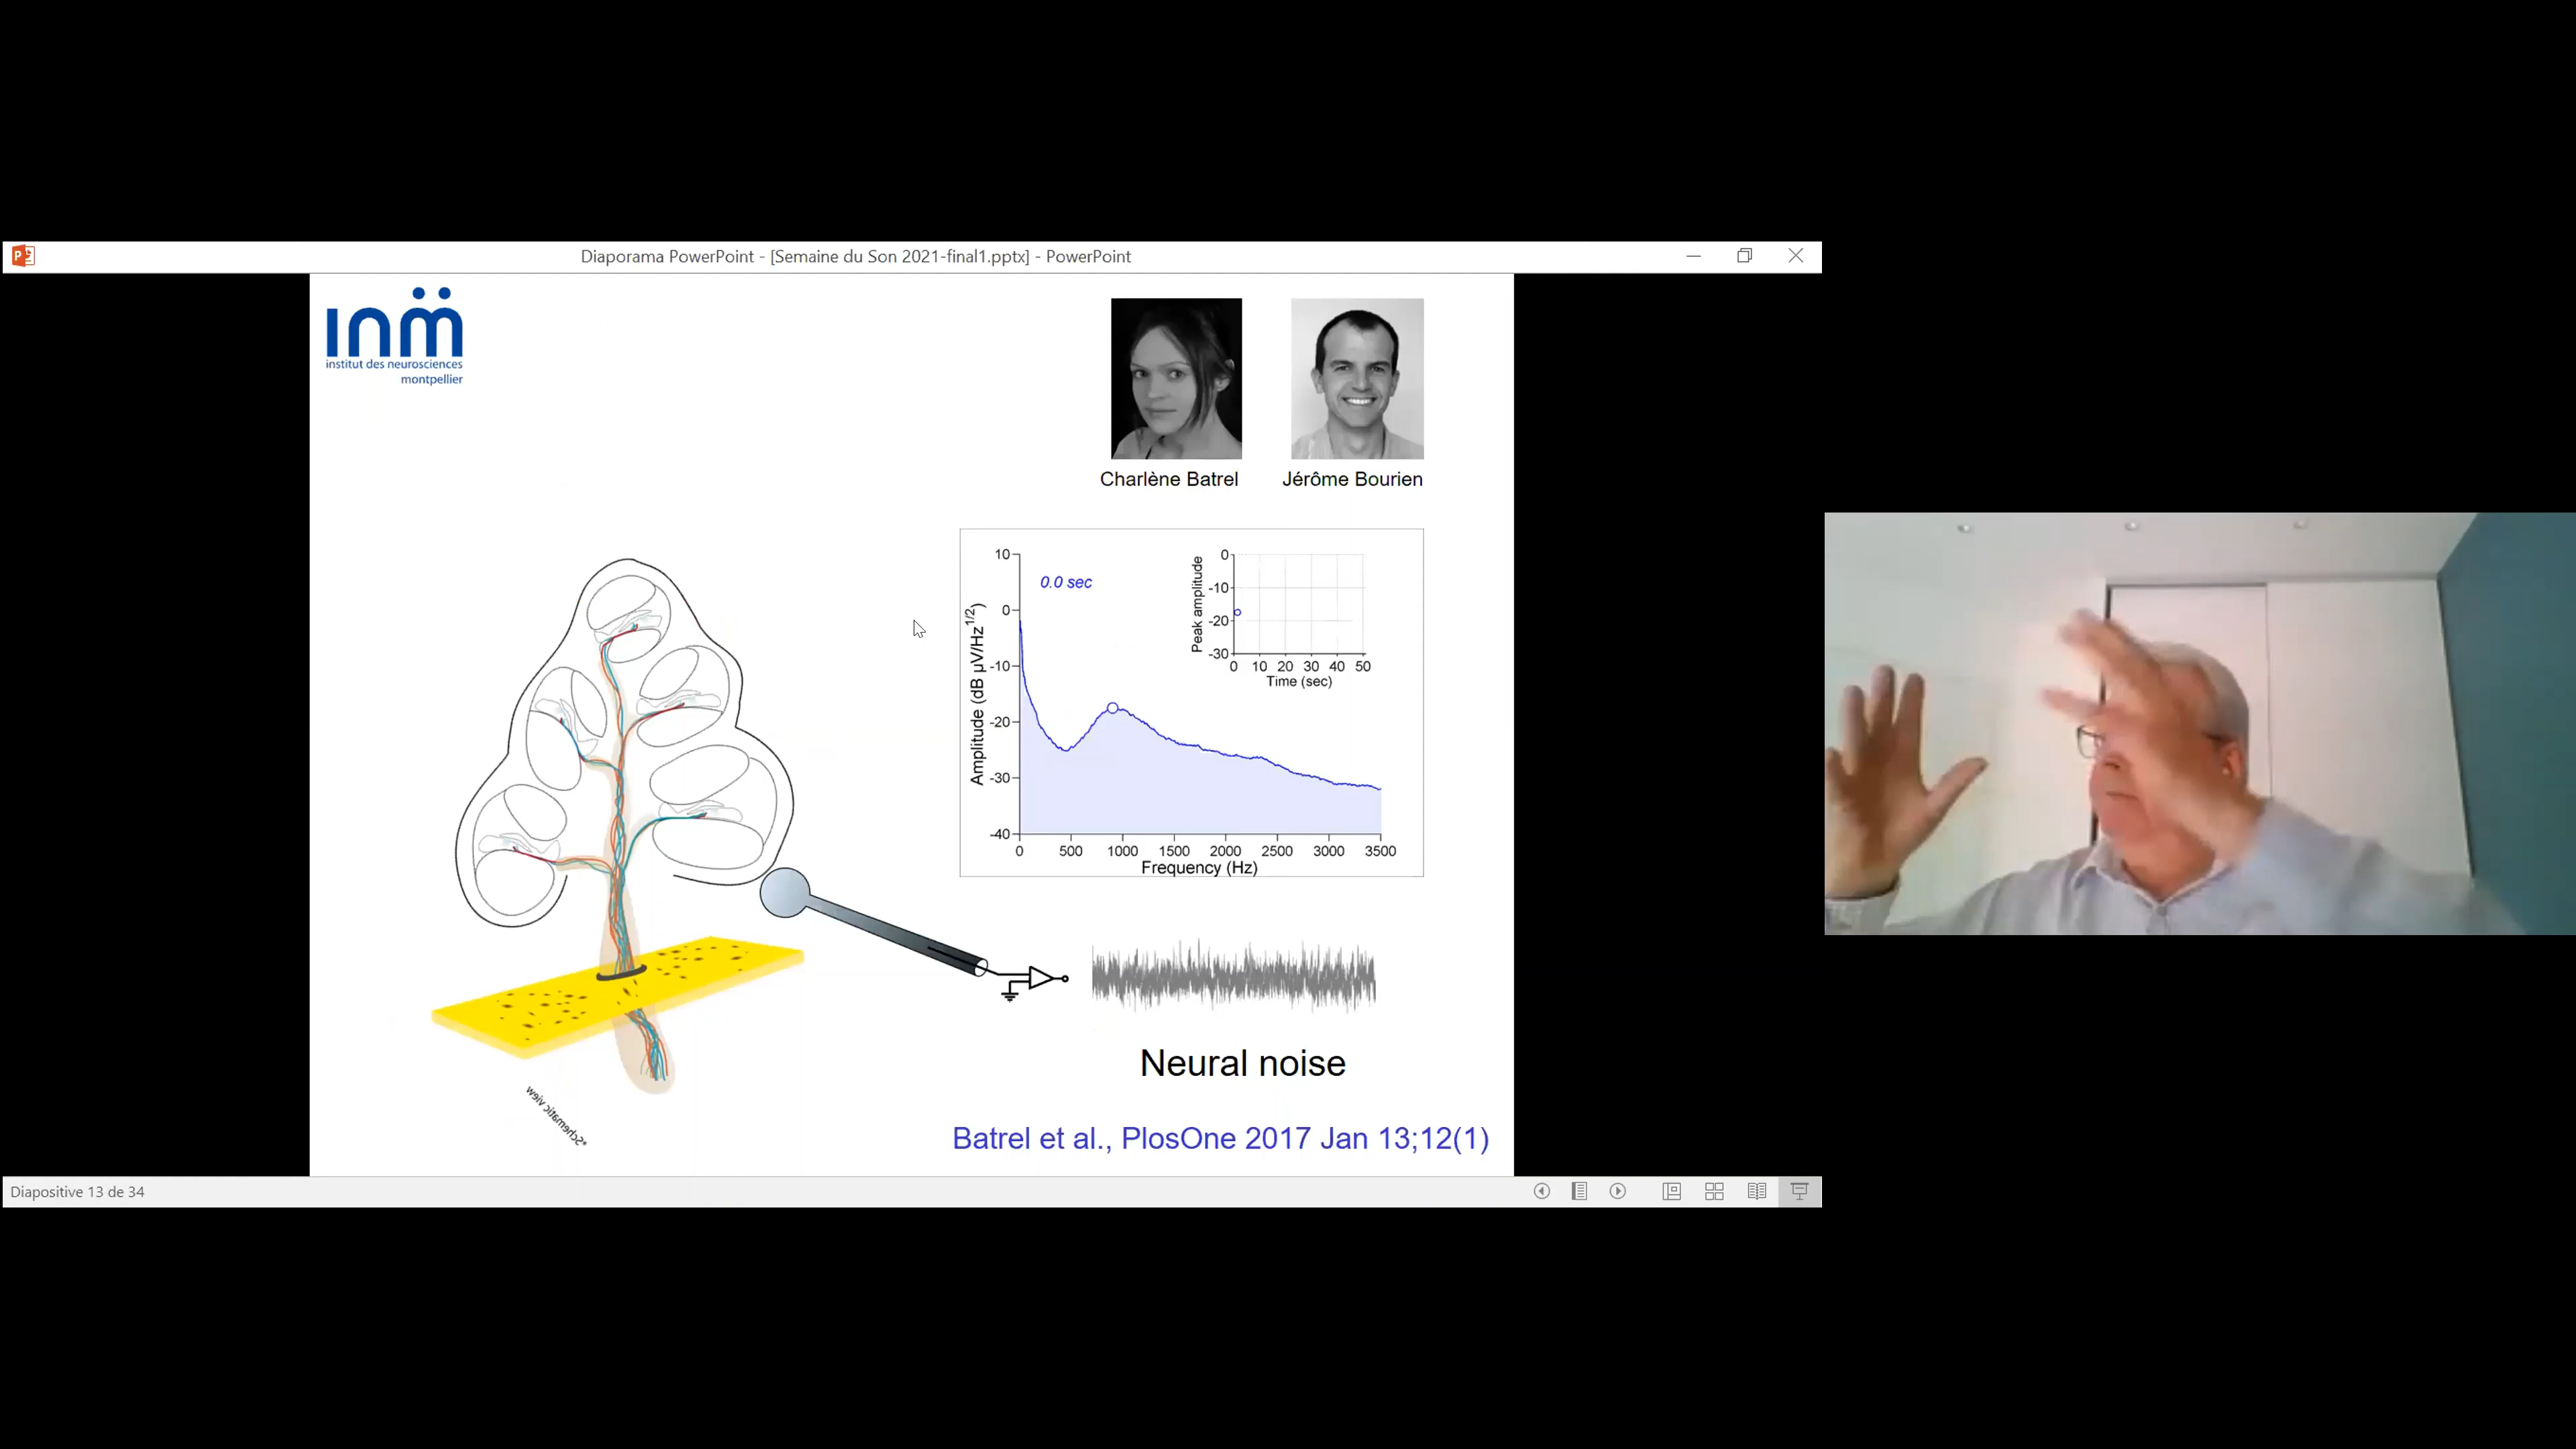 Diaporama PowerPoint - [Semaine du Son 2021-final1.pptx] - PowerPoint
inm
institut des neurosciences
montpellier
Charlène Batrel
Jérôme Bourien
10
0
-10
-20
-30
-40
Amplitude (dB µV/Hz1/2)
0.0 sec
0
-10
-20
-30
Peak amplitude
0 10 20 30 40 50
Time (sec)
0 500 1000 1500 2000 2500 3000 3500
Frequency (Hz)
*Schematic view
Neural noise
Batrel et al., PlosOne 2017 Jan 13;12(1)
Diapositive 13 de 34